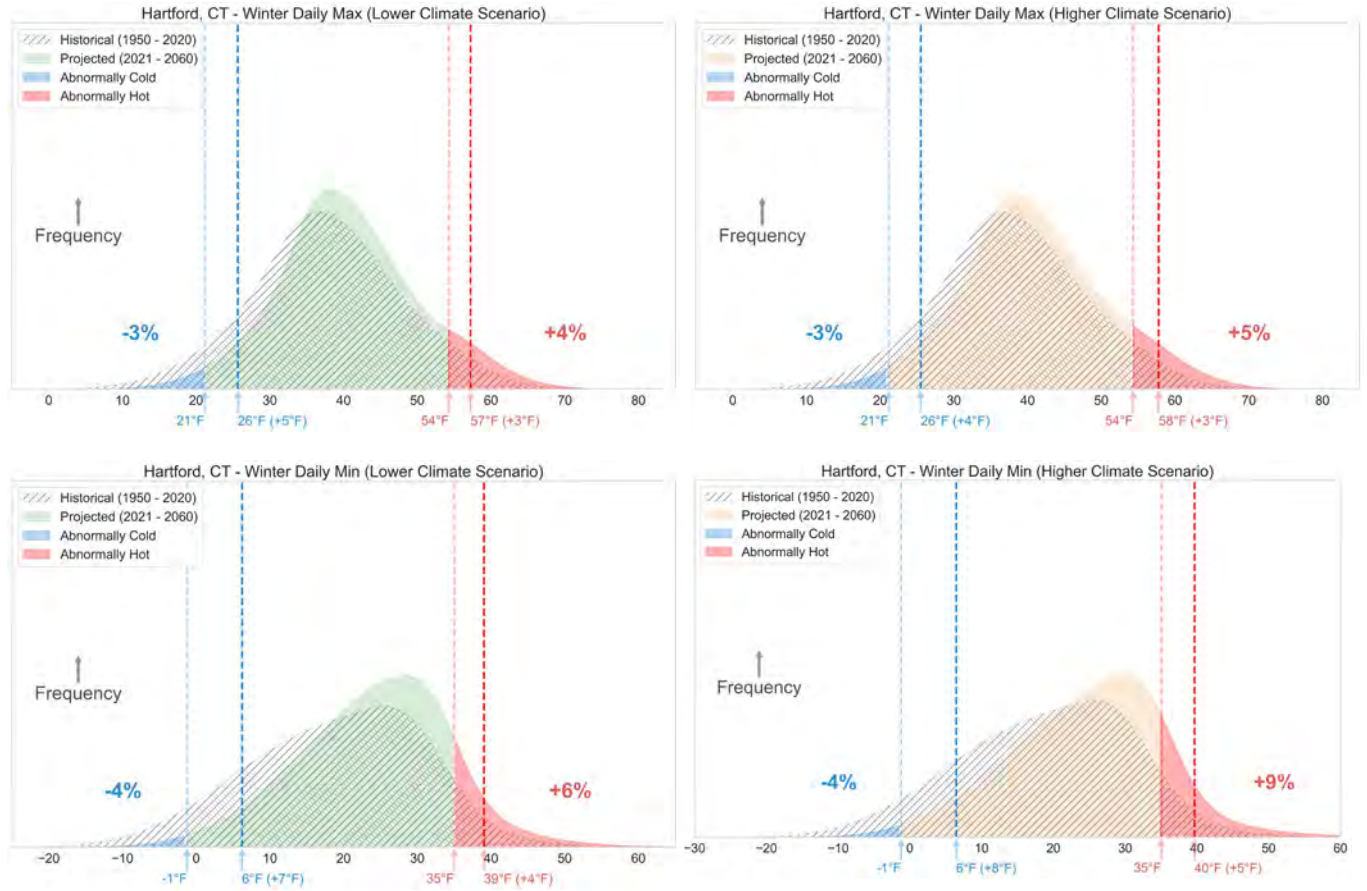 Hartford, CT - Winter Daily Max (Lower Climate Scenario)
Historical (1950 - 2020)
Projected (2021 - 2060)
Abnormally Cold
Abnormally Hot
Frequency
-3%
+4%
0 10 20 30 40 50 60 70 80
21°F 26°F (+5°F) 54°F 57°F (+3°F)
Hartford, CT - Winter Daily Max (Higher Climate Scenario)
Historical (1950 - 2020)
Projected (2021 - 2060)
Abnormally Cold
Abnormally Hot
Frequency
-3%
+5%
0 10 20 30 40 50 60 70 80
21°F 26°F (+4°F) 54°F 58°F (+3°F)
Hartford, CT - Winter Daily Min (Lower Climate Scenario)
Historical (1950 - 2020)
Projected (2021 - 2060)
Abnormally Cold
Abnormally Hot
Frequency
-4%
+6%
−20 −10 0 10 20 30 40 50 60
-1°F 6°F (+7°F) 35°F 39°F (+4°F)
Hartford, CT - Winter Daily Min (Higher Climate Scenario)
Historical (1950 - 2020)
Projected (2021 - 2060)
Abnormally Cold
Abnormally Hot
Frequency
-4%
+9%
−30 −20 −10 0 10 20 30 40 50 60
-1°F 6°F (+8°F) 35°F 40°F (+5°F)